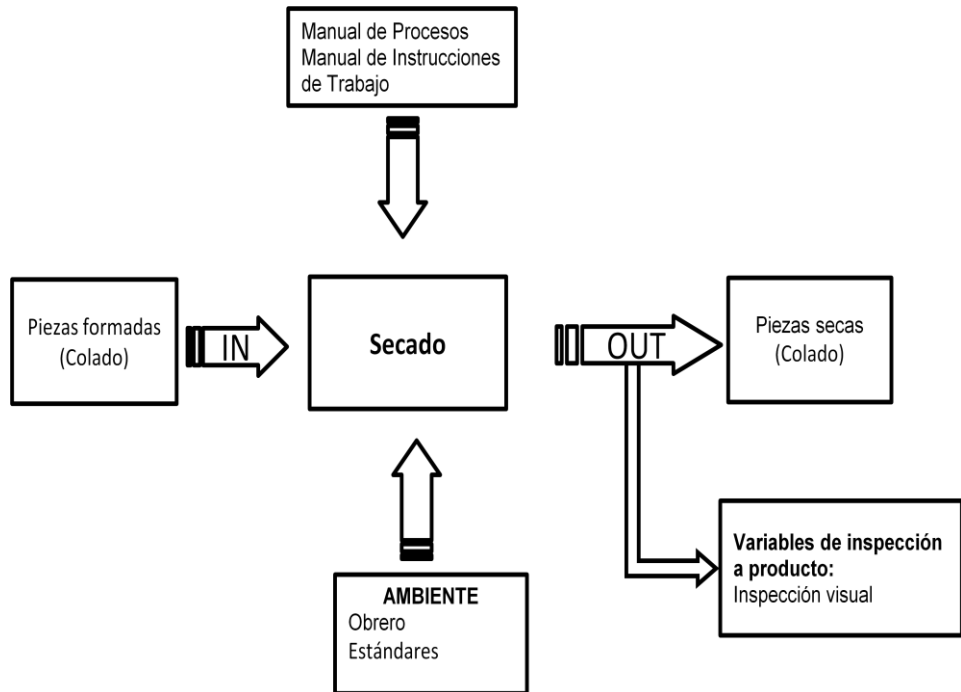 Manual de Procesos
Manual de Instrucciones
de Trabajo
Piezas formadas
(Colado)
IN
Secado
OUT
Piezas secas
(Colado)
Variables de inspección
a producto:
Inspección visual
AMBIENTE
Obrero
Estándares